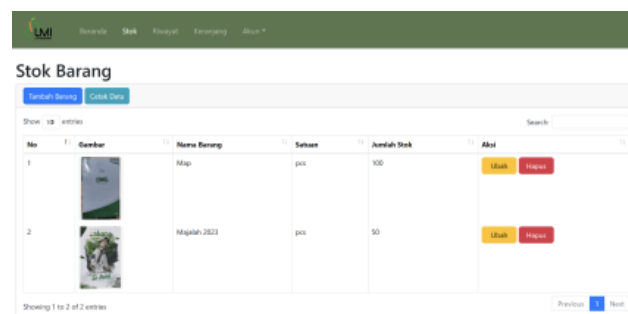 LMI
Beranda Stok Riwayat Keranjang Akun
Stok Barang
Tambah Barang Cetak Data
Show 10 entries Search:
No Gambar Nama Barang Satuan Jumlah Stok Aksi
1 Map pcs 100 Ubah Hapus
2 Majalah 2023 pcs 50 Ubah Hapus
Showing 1 to 2 of 2 entries Previous 1 Next